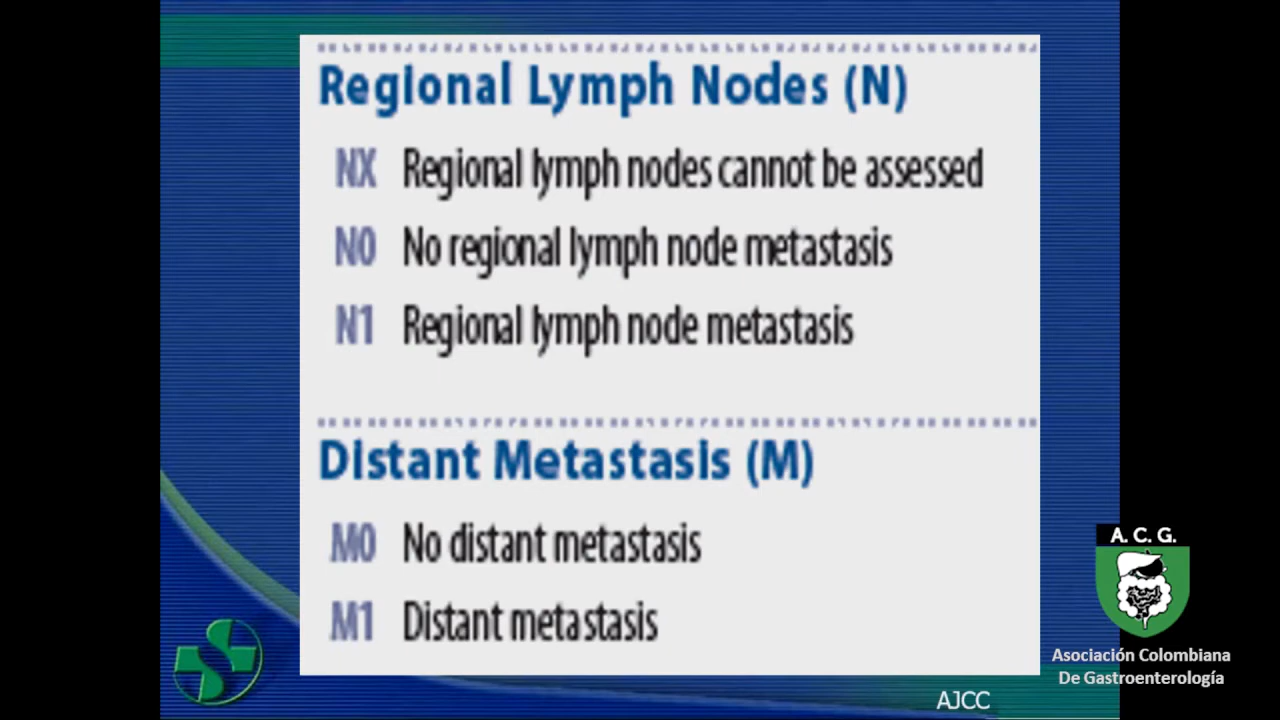 Regional Lymph Nodes (N)
NX Regional lymph nodes cannot be assessed
N0 No regional lymph node metastasis
N1 Regional lymph node metastasis
Distant Metastasis (M)
M0 No distant metastasis
M1 Distant metastasis
A. C. G.
Asociación Colombiana
De Gastroenterología
AJCC